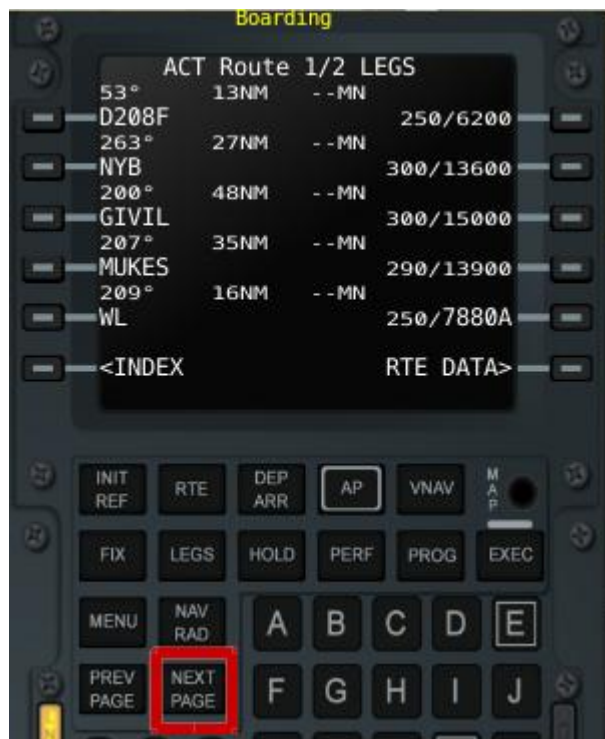 Boarding
ACT Route 1/2 LEGS
53° 13NM --MN
D208F 250/6200
263° 27NM --MN
NYB 300/13600
200° 48NM --MN
GIVIL 300/15000
207° 35NM --MN
MUKES 290/13900
209° 16NM --MN
WL 250/7880A
<INDEX RTE DATA>
INIT REF RTE DEP ARR AP VNAV MAP
FIX LEGS HOLD PERF PROG EXEC
MENU NAV RAD A B C D E
PREV PAGE NEXT PAGE F G H I J